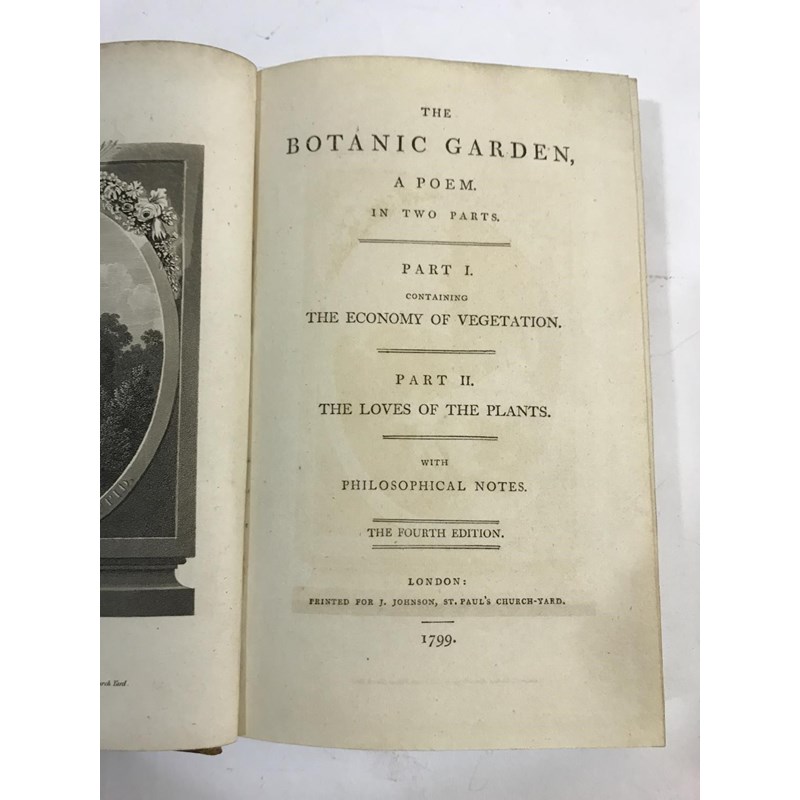 THE
BOTANIC GARDEN,
A POEM.
IN TWO PARTS.
PART I.
CONTAINING
THE ECONOMY OF VEGETATION.
PART II.
THE LOVES OF THE PLANTS.
WITH
PHILOSOPHICAL NOTES.
THE FOURTH EDITION.
LONDON:
PRINTED FOR J. JOHNSON, ST. PAUL'S CHURCH-YARD.
1799.
Yard